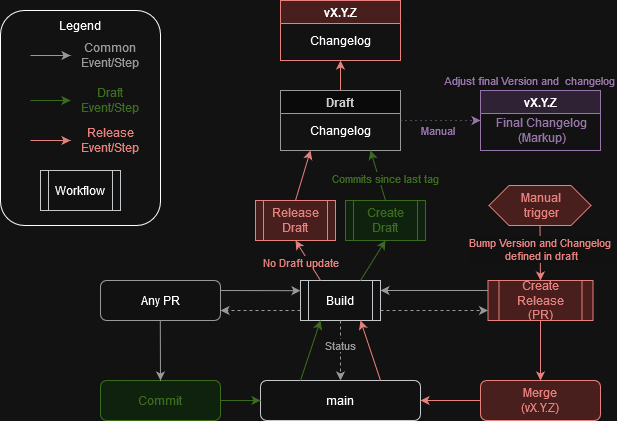 Legend
Common
Event/Step
Draft
Event/Step
Release
Event/Step
Workflow
vX.Y.Z
Changelog
Draft
Changelog
Manual
Adjust final Version and changelog
vX.Y.Z
Final Changelog
(Markup)
Commits since last tag
Release
Draft
Create
Draft
Manual
trigger
No Draft update
Bump Version and Changelog
defined in draft
Any PR
Build
Create
Release
(PR)
Status
Commit
main
Merge
(vX.Y.Z)